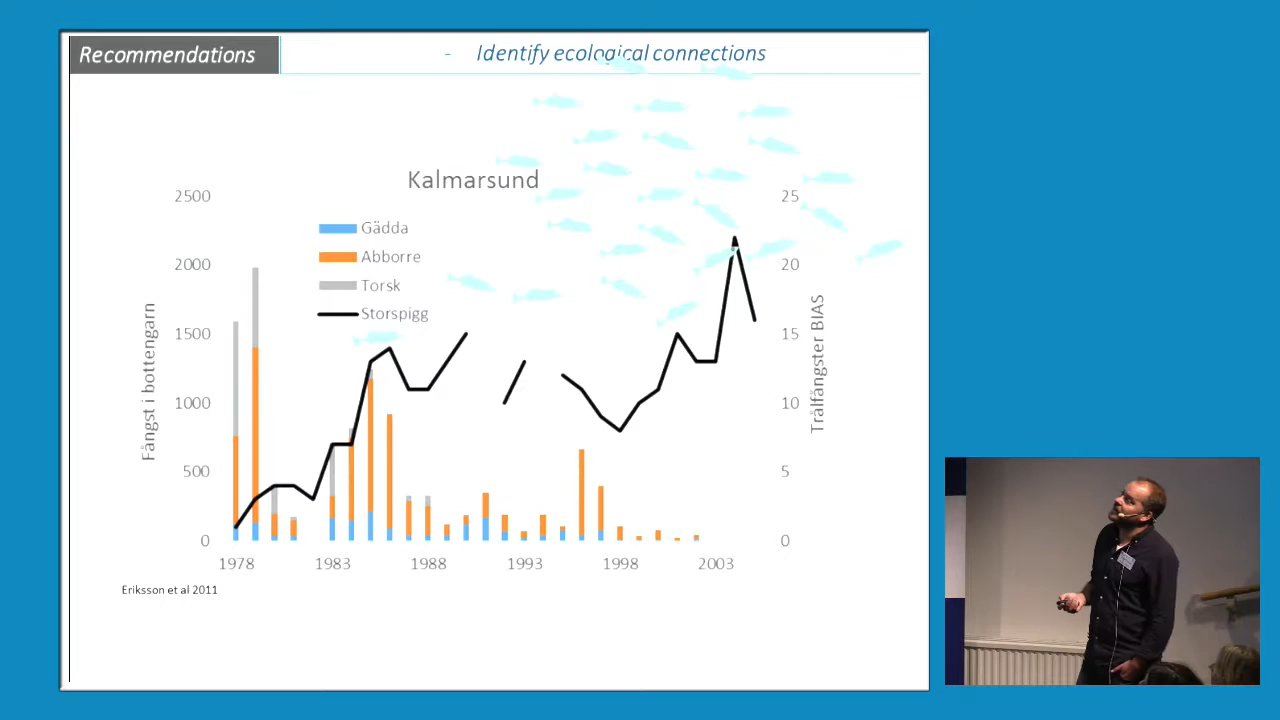 Recommendations
- Identify ecological connections
Kalmarsund
2500
2000
1500
1000
500
0
Fångst i bottengarn
Gädda
Abborre
Torsk
Storspigg
25
20
15
10
5
0
Trålfångster BIAS
1978 1983 1988 1993 1998 2003
Eriksson et al 2011